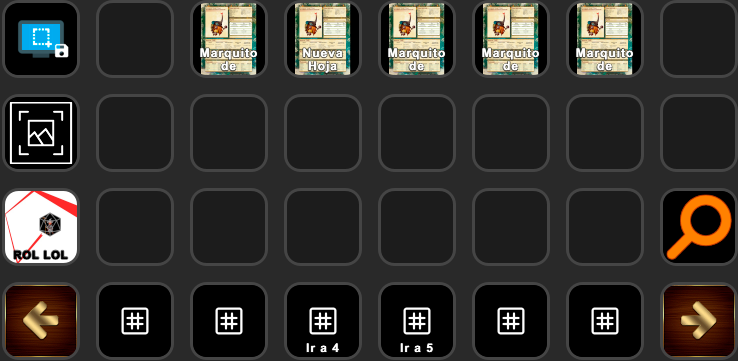 Marquito
de
Nueva
Hoja
Marquito
de
Marquito
de
Marquito
de
ROL LOL
Ir a 4
Ir a 5